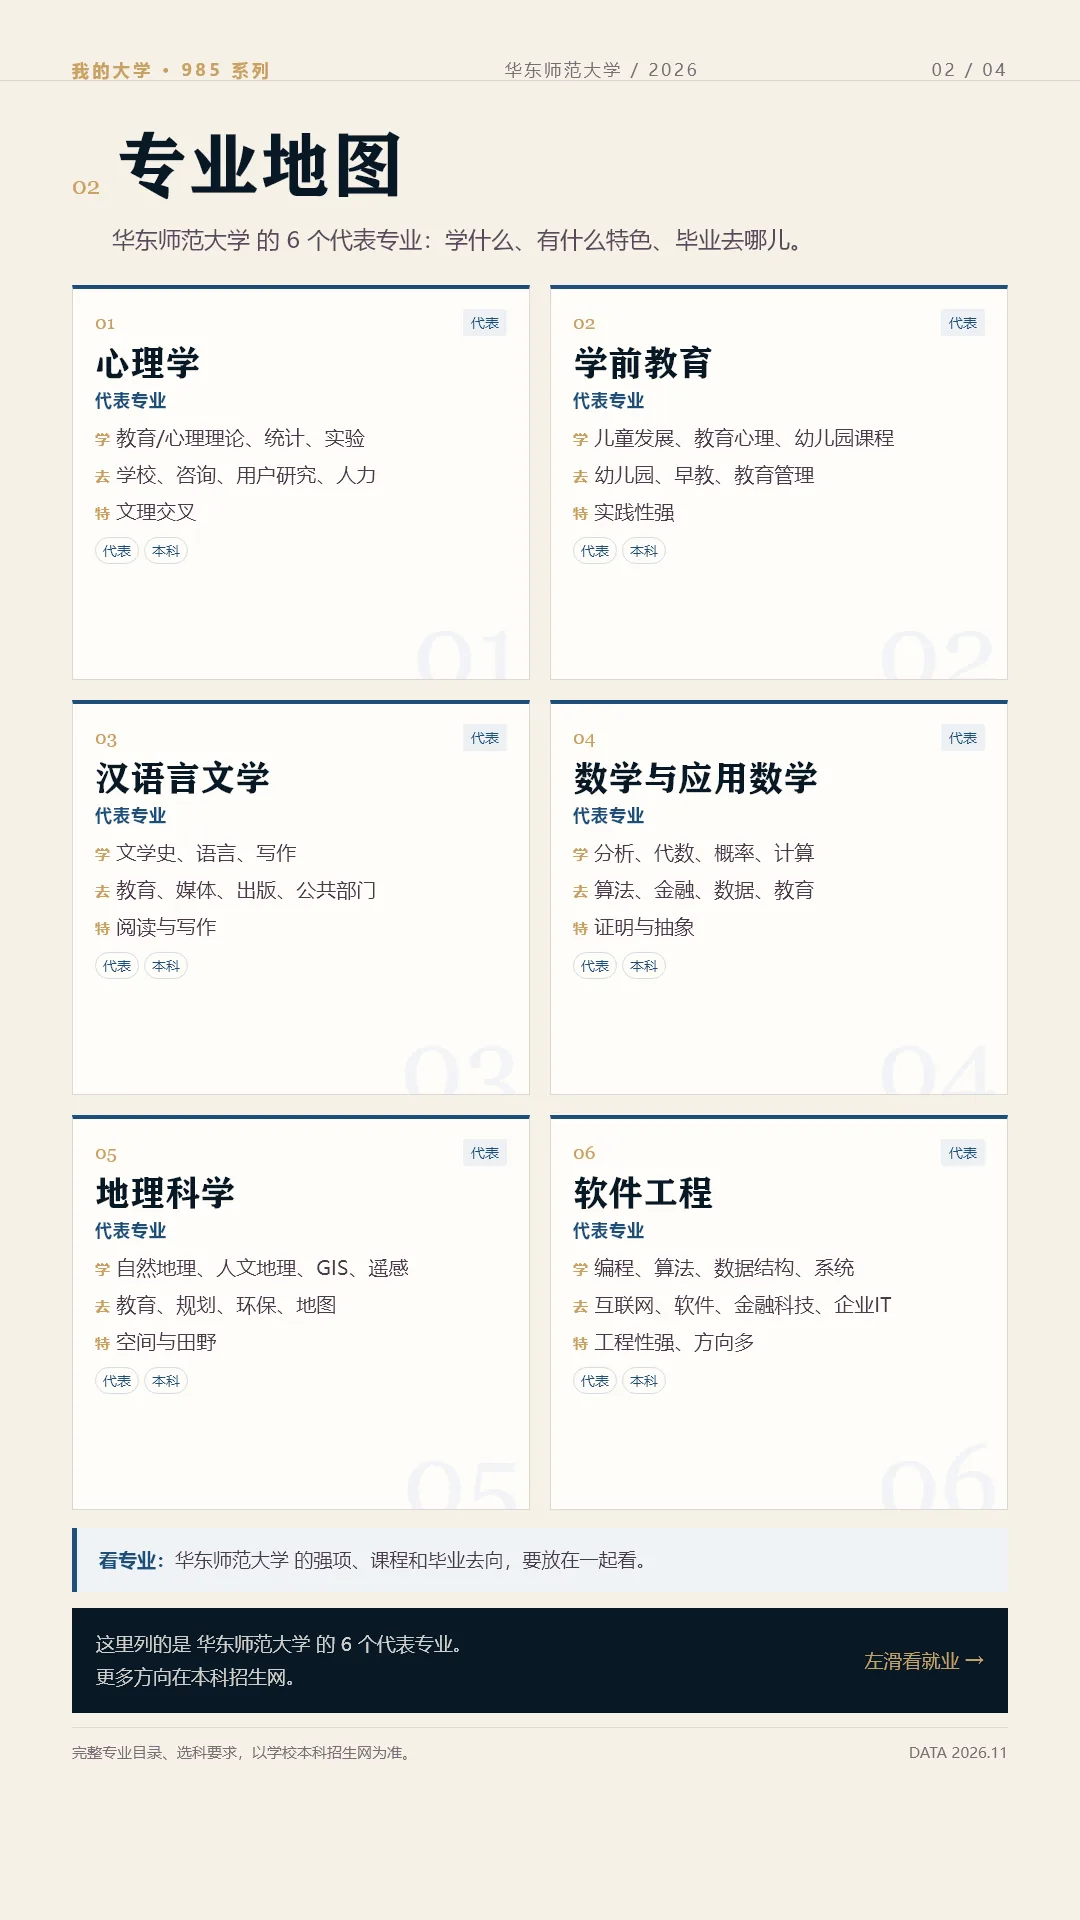 我的大学 • 985 系列
华东师范大学 / 2026
02 / 04
02 专业地图
华东师范大学 的 6 个代表专业：学什么、有什么特色、毕业去哪儿。
01
代表
心理学
代表专业
学 教育/心理理论、统计、实验
去 学校、咨询、用户研究、人力
特 文理交叉
代表 本科
01
02
代表
学前教育
代表专业
学 儿童发展、教育心理、幼儿园课程
去 幼儿园、早教、教育管理
特 实践性强
代表 本科
02
03
代表
汉语言文学
代表专业
学 文学史、语言、写作
去 教育、媒体、出版、公共部门
特 阅读与写作
代表 本科
03
04
代表
数学与应用数学
代表专业
学 分析、代数、概率、计算
去 算法、金融、数据、教育
特 证明与抽象
代表 本科
04
05
代表
地理科学
代表专业
学 自然地理、人文地理、GIS、遥感
去 教育、规划、环保、地图
特 空间与田野
代表 本科
05
06
代表
软件工程
代表专业
学 编程、算法、数据结构、系统
去 互联网、软件、金融科技、企业IT
特 工程性强、方向多
代表 本科
06
看专业：华东师范大学 的强项、课程和毕业去向，要放在一起看。
这里列的是 华东师范大学 的 6 个代表专业。
更多方向在本科招生网。
左滑看就业 →
完整专业目录、选科要求，以学校本科招生网为准。
DATA 2026.11